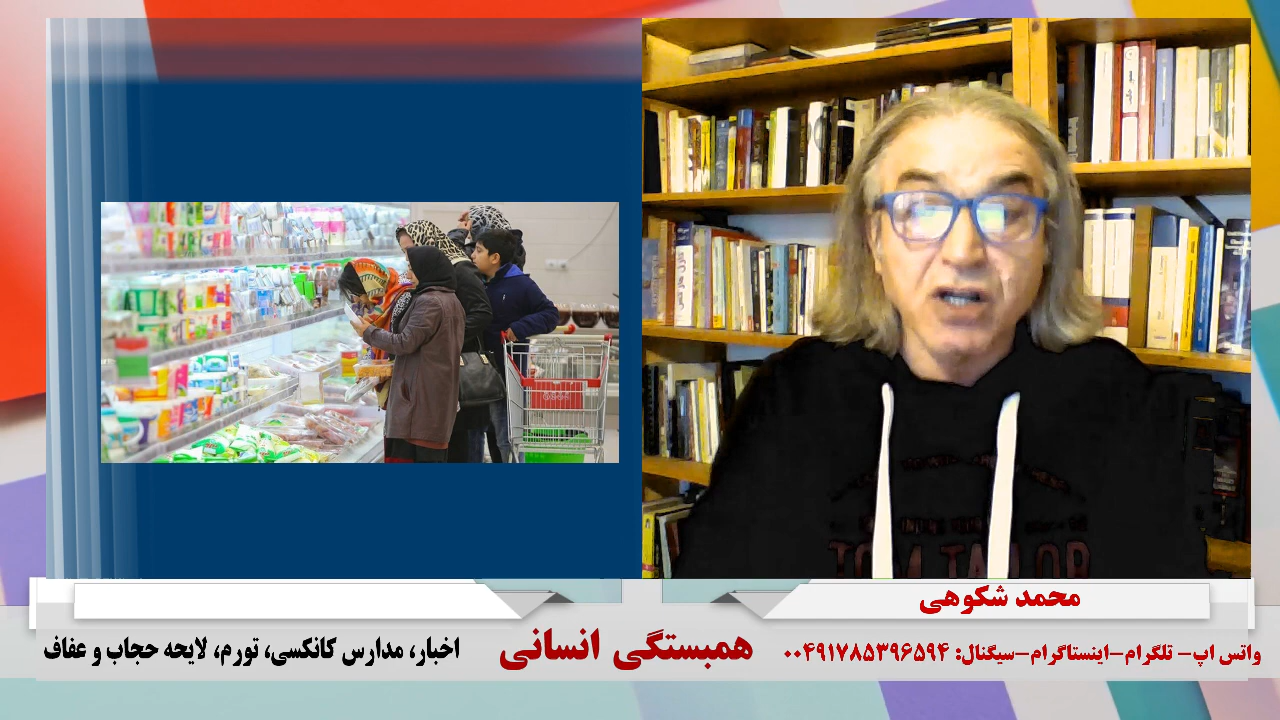 TOM TAILOR
محمد شکوهی
واتس اپ- تلگرام-اینستاگرام-سیگنال: ۰۰۴۹۱۷۸۵۳۹۶۵۹۴
همبستگی انسانی
اخبار، مدارس کانکسی، تورم، لایحه حجاب و عفاف